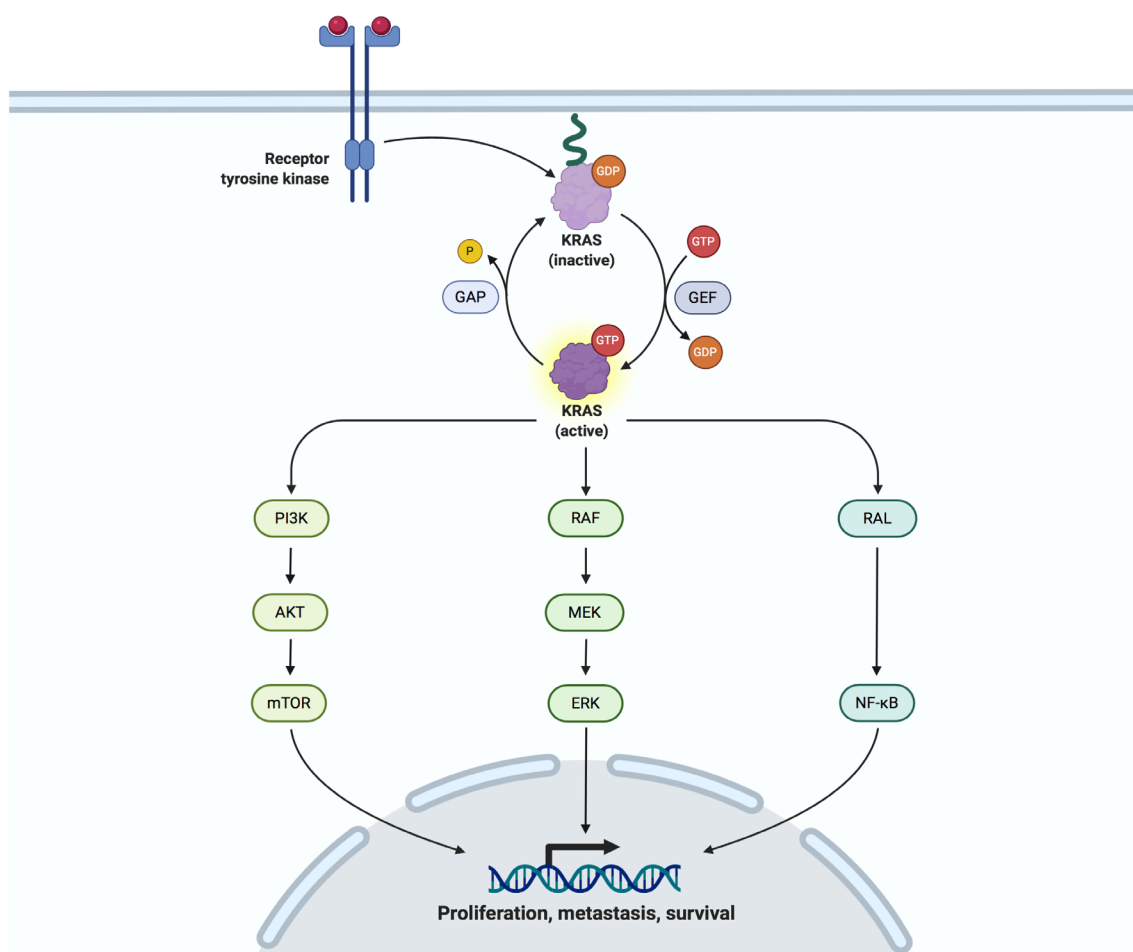 Receptor
tyrosine kinase
GDP
KRAS
(inactive)
P
GTP
GAP
GEF
GTP
GDP
KRAS
(active)
PI3K
RAF
RAL
AKT
MEK
mTOR
ERK
NF-κB
Proliferation, metastasis, survival